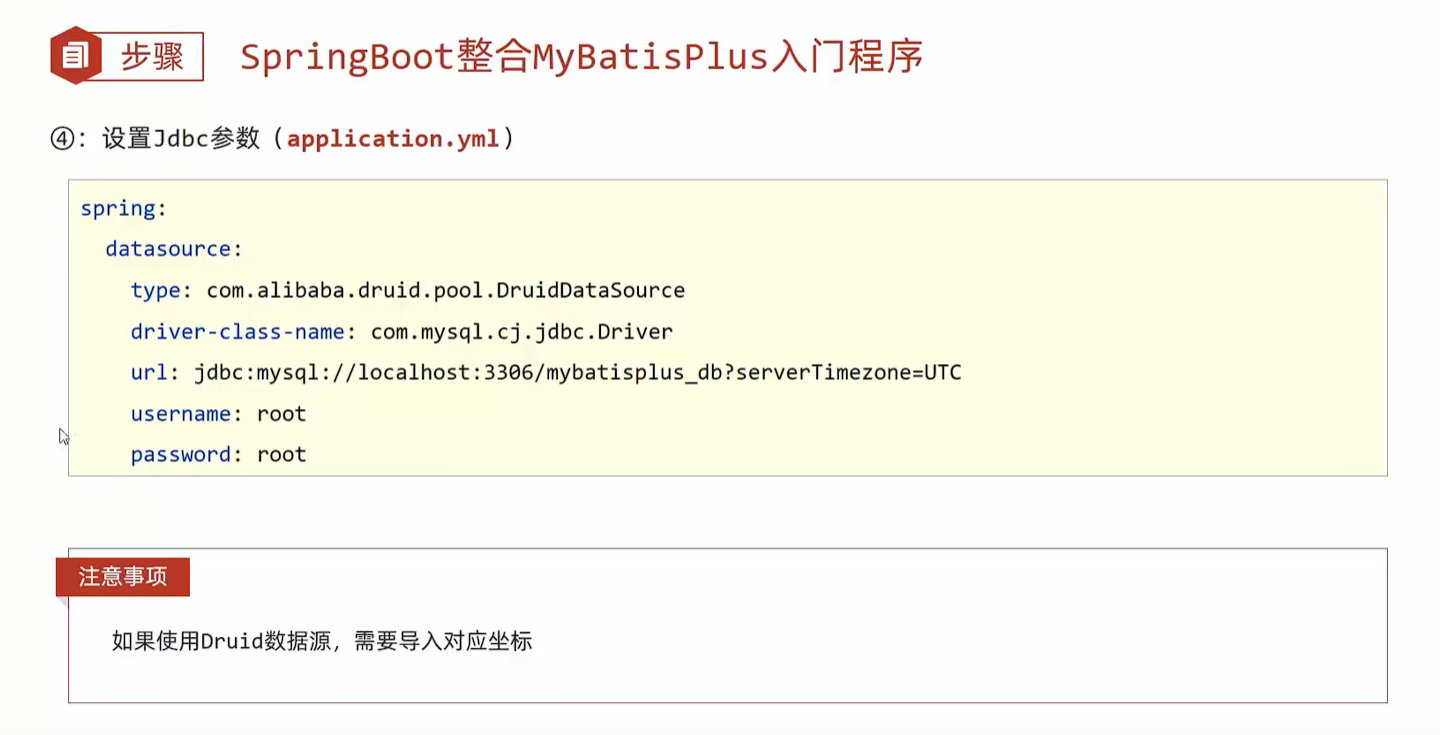 步骤 SpringBoot整合MyBatisPlus入门程序
④：设置Jdbc参数（application.yml）
spring:
  datasource:
    type: com.alibaba.druid.pool.DruidDataSource
    driver-class-name: com.mysql.cj.jdbc.Driver
    url: jdbc:mysql://localhost:3306/mybatisplus_db?serverTimezone=UTC
    username: root
    password: root
注意事项
如果使用Druid数据源，需要导入对应坐标